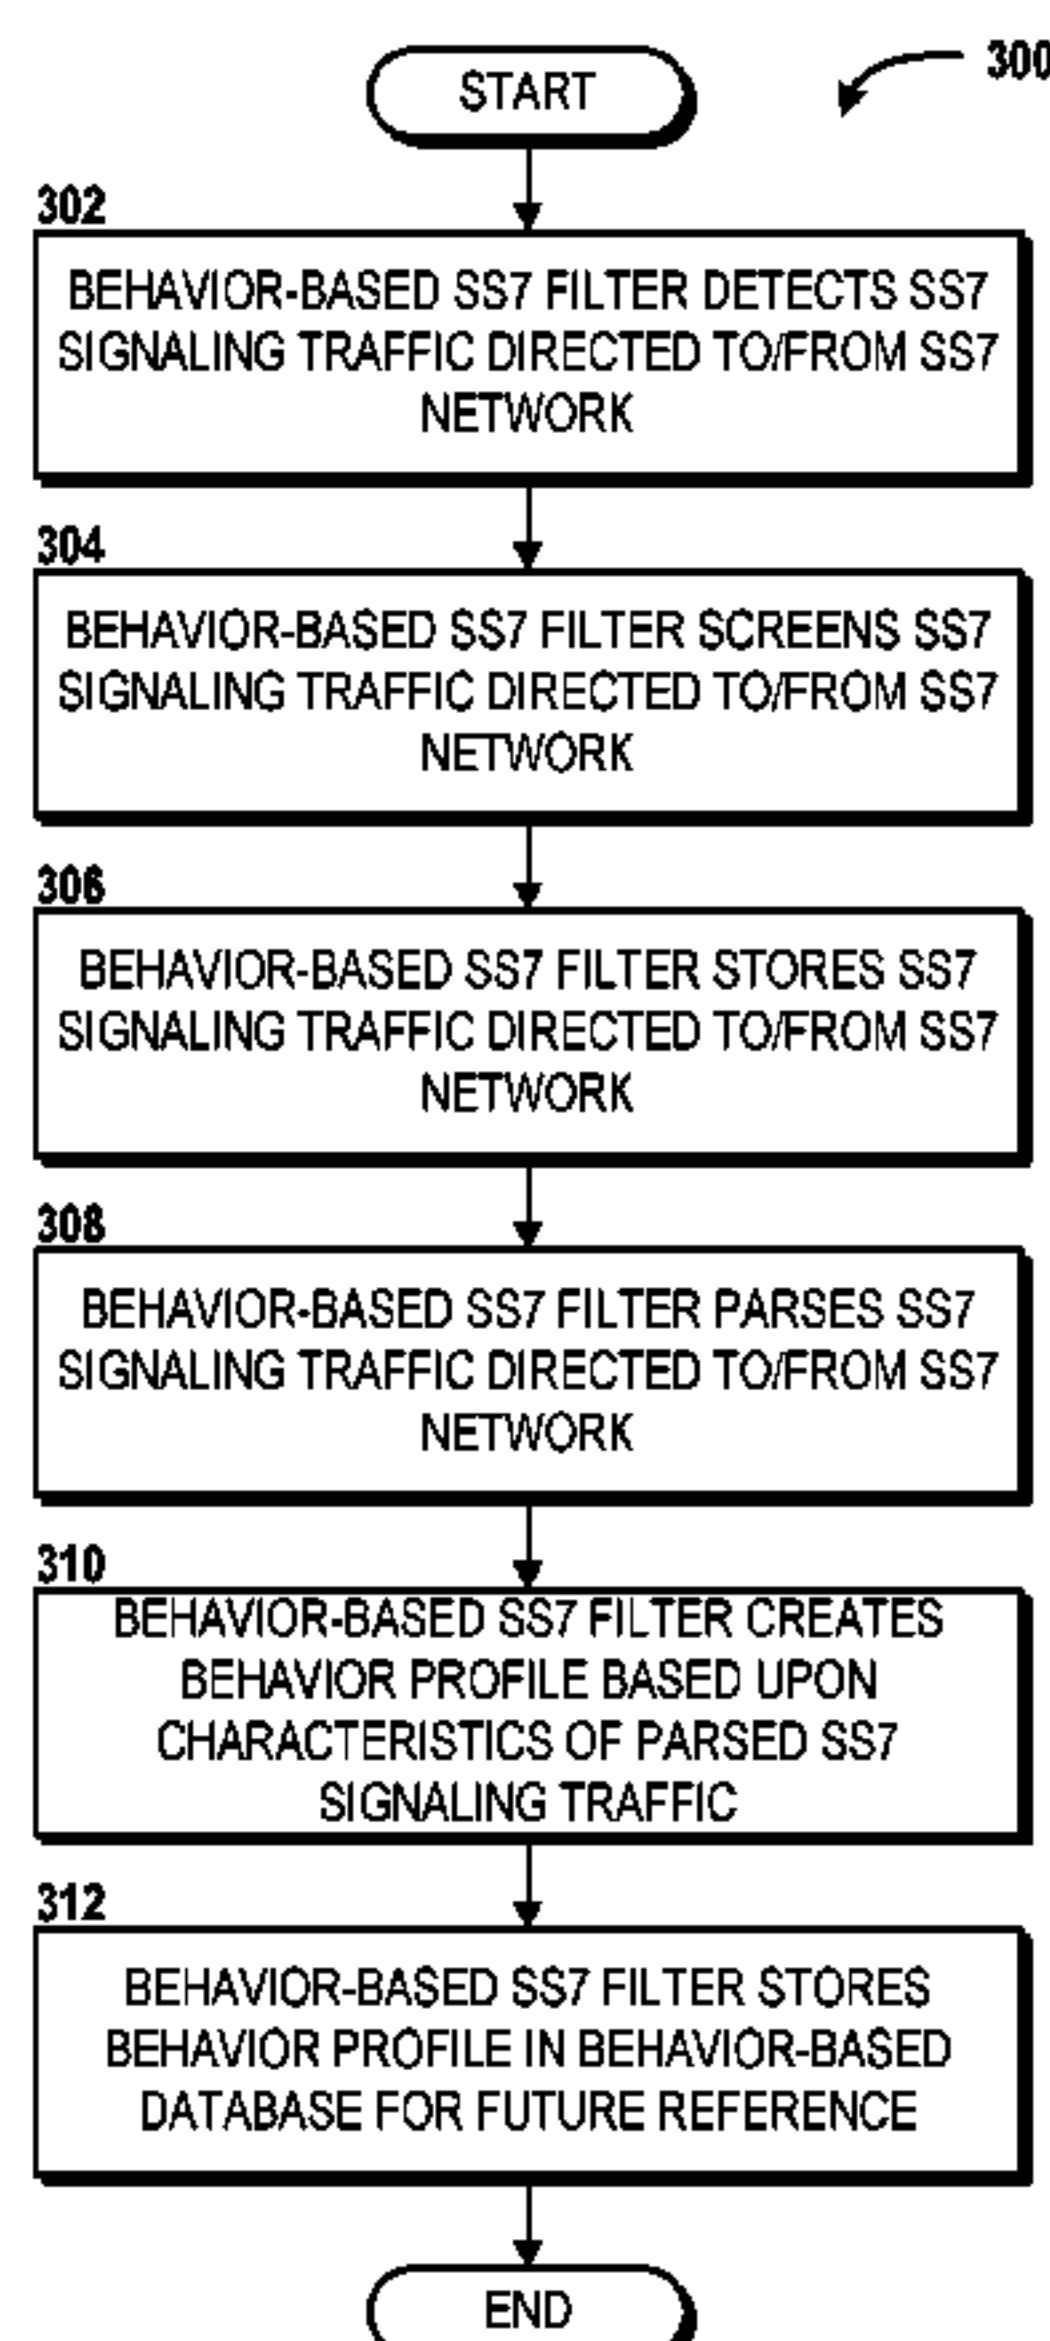 START
300
302
BEHAVIOR-BASED SS7 FILTER DETECTS SS7
SIGNALING TRAFFIC DIRECTED TO/FROM SS7
NETWORK
304
BEHAVIOR-BASED SS7 FILTER SCREENS SS7
SIGNALING TRAFFIC DIRECTED TO/FROM SS7
NETWORK
306
BEHAVIOR-BASED SS7 FILTER STORES SS7
SIGNALING TRAFFIC DIRECTED TO/FROM SS7
NETWORK
308
BEHAVIOR-BASED SS7 FILTER PARSES SS7
SIGNALING TRAFFIC DIRECTED TO/FROM SS7
NETWORK
310
BEHAVIOR-BASED SS7 FILTER CREATES
BEHAVIOR PROFILE BASED UPON
CHARACTERISTICS OF PARSED SS7
SIGNALING TRAFFIC
312
BEHAVIOR-BASED SS7 FILTER STORES
BEHAVIOR PROFILE IN BEHAVIOR-BASED
DATABASE FOR FUTURE REFERENCE
END